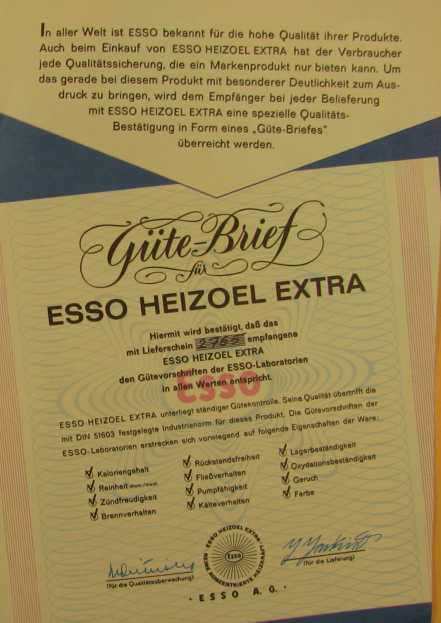 In aller Welt ist ESSO bekannt für die hohe Qualität ihrer Produkte.
Auch beim Einkauf von ESSO HEIZOEL EXTRA hat der Verbraucher
jede Qualitätssicherung, die ein Markenprodukt nur bieten kann. Um
das gerade bei diesem Produkt mit besonderer Deutlichkeit zum Aus-
druck zu bringen, wird dem Empfänger bei jeder Belieferung
mit ESSO HEIZOEL EXTRA eine spezielle Qualitäts-
Bestätigung in Form eines „Güte-Briefes"
überreicht werden.
Güte-Brief
für
ESSO HEIZOEL EXTRA
Hiermit wird bestätigt, daß das
mit Lieferschein 2765 empfangene
ESSO HEIZOEL EXTRA
den Gütevorschriften der ESSO-Laboratorien
in allen Werten entspricht.
Esso
ESSO HEIZOEL EXTRA unterliegt ständiger Gütekontrolle. Seine Qualität übertrifft die
mit DIN 51603 festgelegte Industrienorm für dieses Produkt. Die Gütevorschriften der
ESSO-Laboratorien erstrecken sich vorwiegend auf folgende Eigenschaften der Ware:
Kaloriengehalt
Reinheit
Zündfreudigkeit
Brennverhalten
Rückstandsfreiheit
Fließverhalten
Pumpfähigkeit
Kälteverhalten
Lagerbeständigkeit
Oxydationsbeständigkeit
Geruch
Farbe
(für die Qualitätsüberwachung)
ESSO HEIZOEL EXTRA
Esso
KONZENTRIERTE
(für die Lieferung)
· ESSO A.G. ·